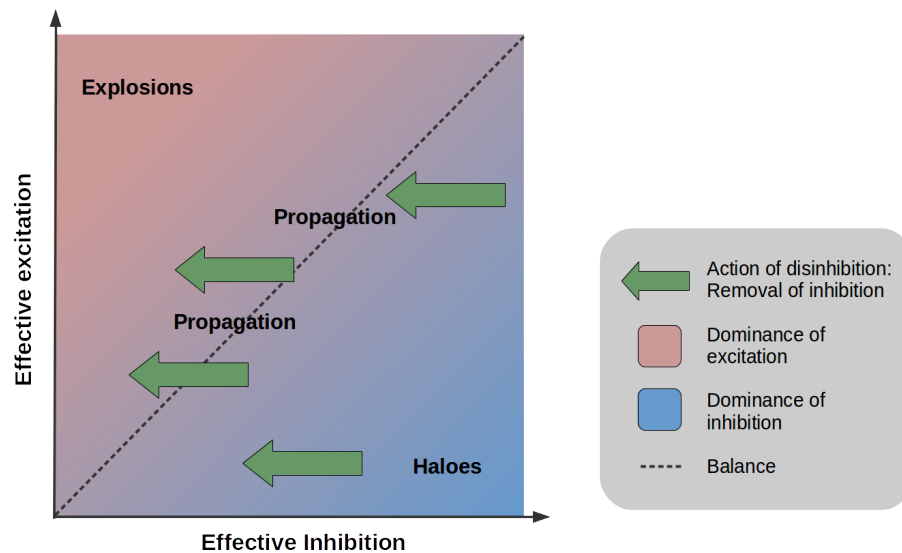 Explosions
Propagation
Propagation
Haloes
Effective excitation
Effective Inhibition
Action of disinhibition:
Removal of inhibition
Dominance of
excitation
Dominance of
inhibition
Balance